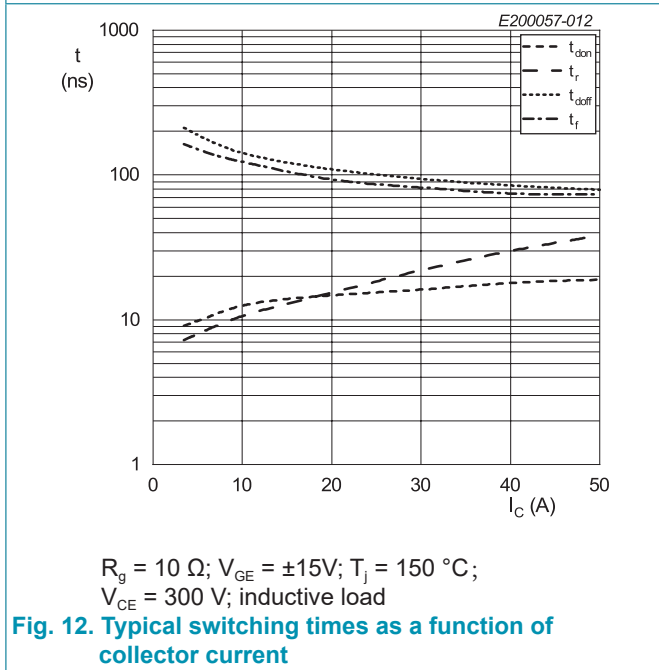 E200057-012
t
(ns)
1000
100
10
1
t_don
t_r
t_doff
t_f
0 10 20 30 40 50
I_C (A)
R_g = 10 Ω; V_GE = ±15V; T_j = 150 °C;
V_CE = 300 V; inductive load
Fig. 12. Typical switching times as a function of
collector current